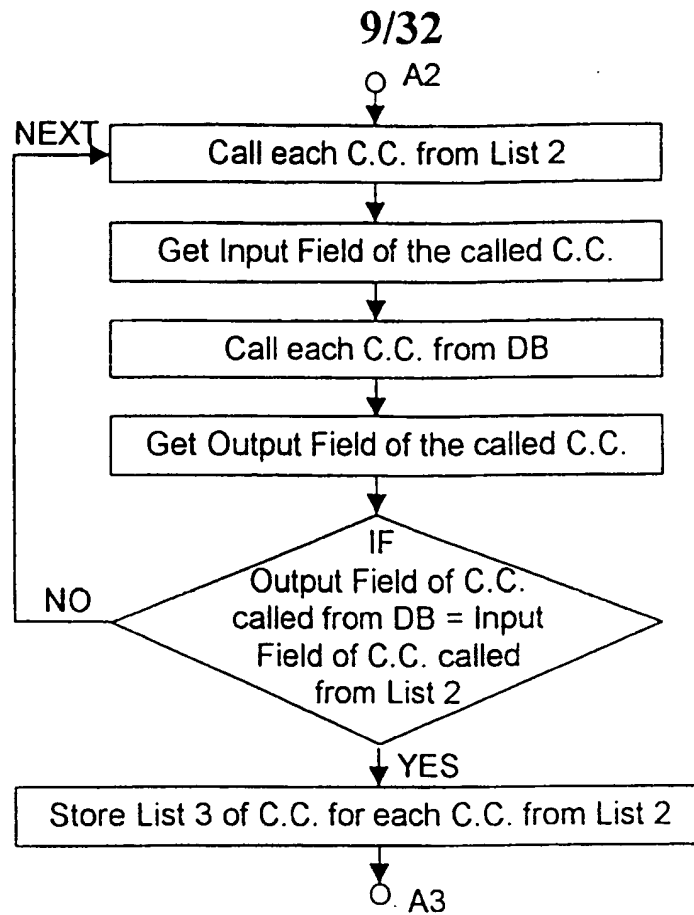 9/32
A2
NEXT
Call each C.C. from List 2
Get Input Field of the called C.C.
Call each C.C. from DB
Get Output Field of the called C.C.
IF
Output Field of C.C.
called from DB = Input
Field of C.C. called
from List 2
NO
YES
Store List 3 of C.C. for each C.C. from List 2
A3